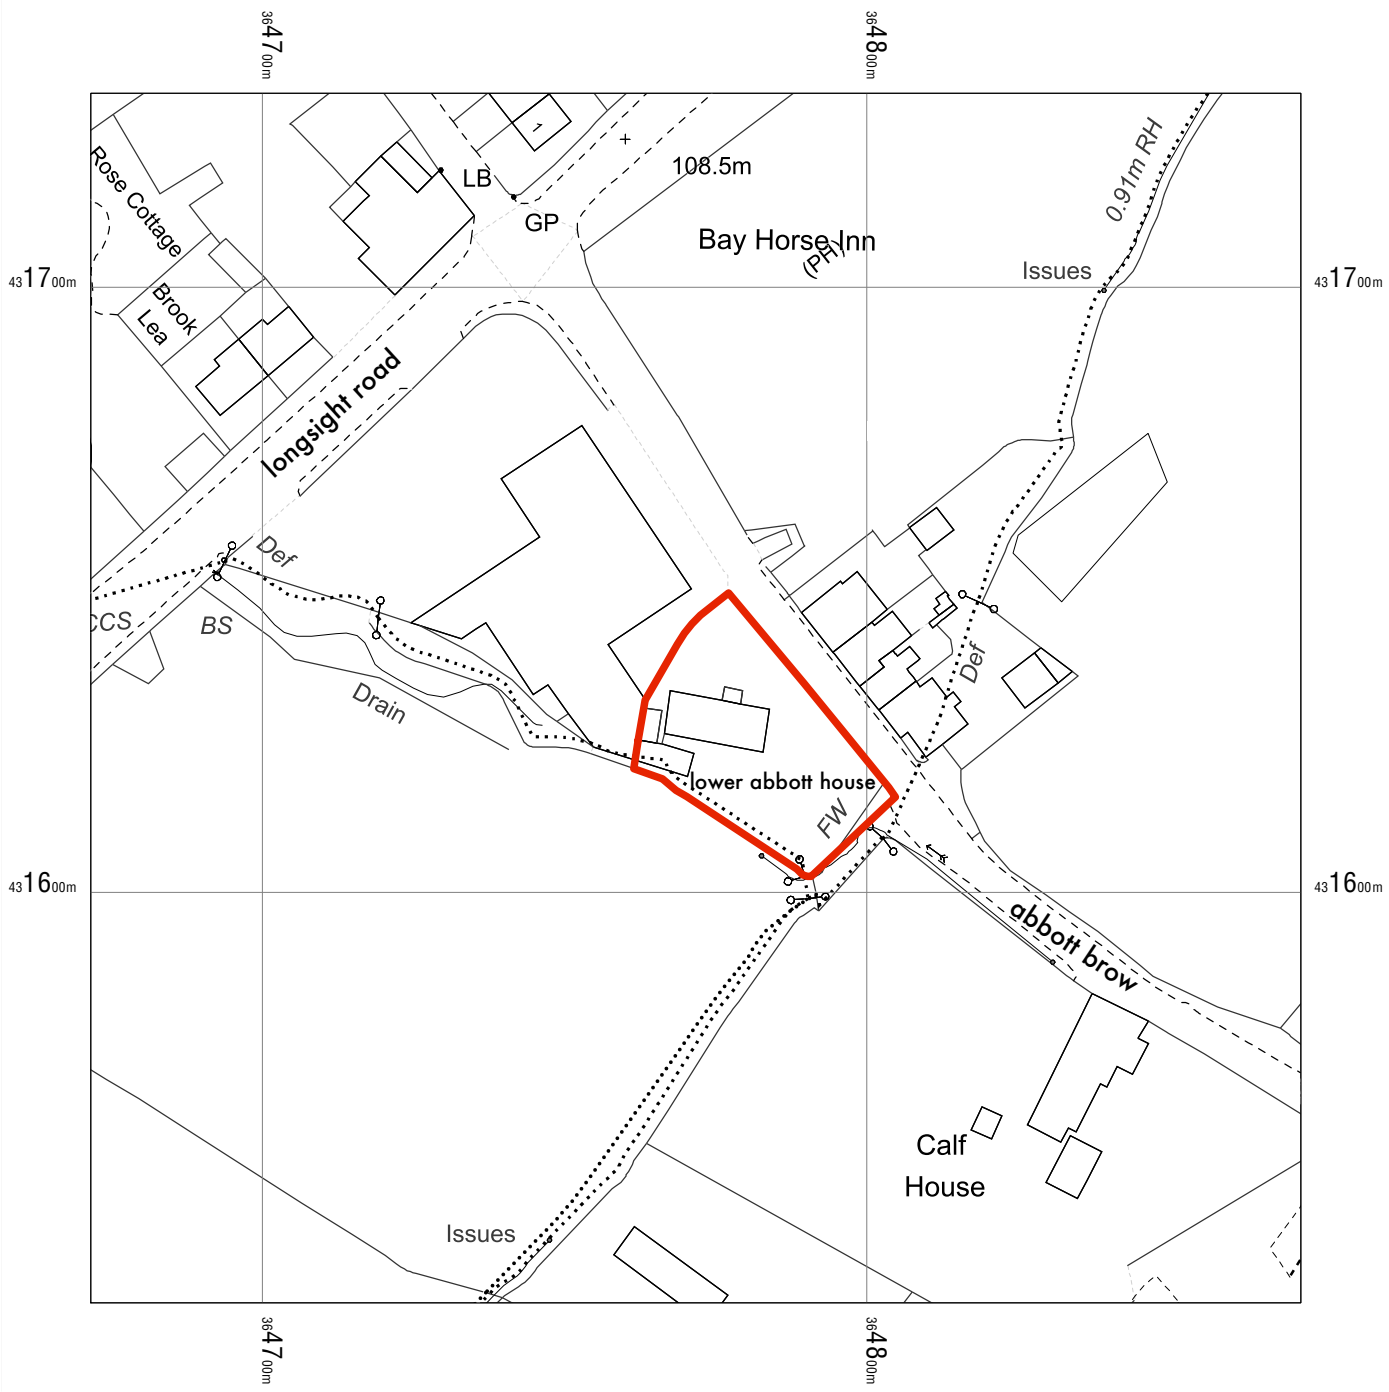 364700m
364800m
Rose Cottage
LB
1
108.5m
GP
0.91m RH
Bay Horse Inn
(PH)
Issues
431700m
431700m
Brook
Lea
longsight road
Def
CCS
BS
Drain
Def
lower abbott house
FW
431600m
431600m
abbott brow
Calf
House
Issues
364700m
364800m